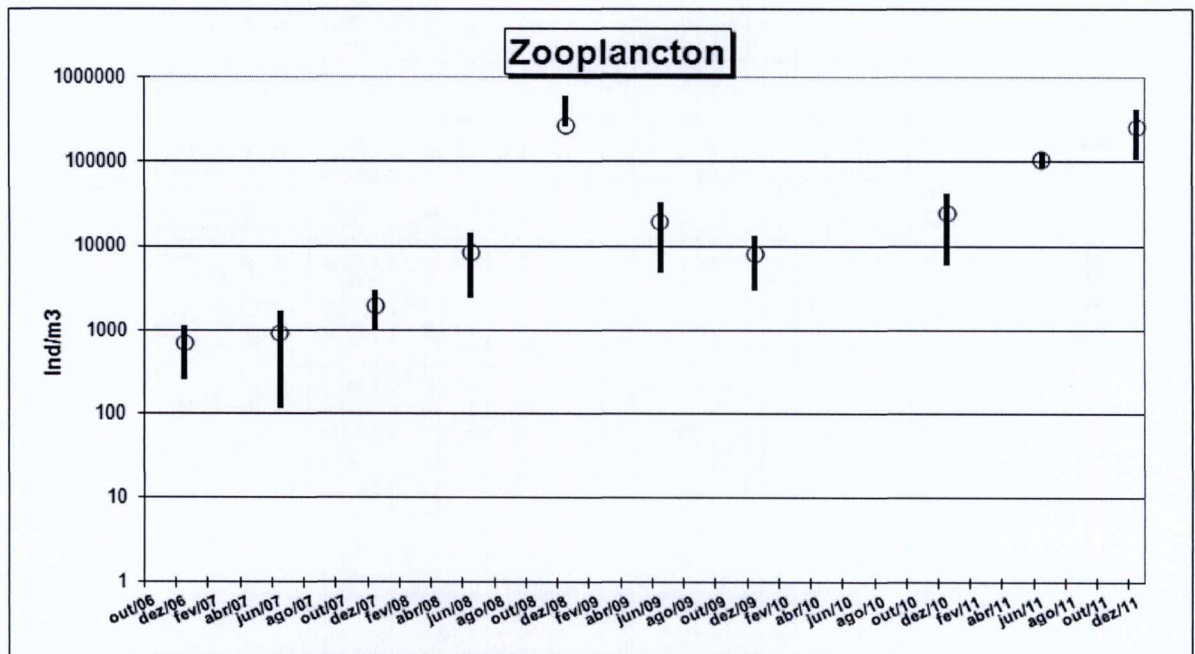 Zooplancton
1000000
100000
10000
1000
100
10
1
Ind/m3
out/06
dez/06
fev/07
abr/07
jun/07
ago/07
out/07
dez/07
fev/08
abr/08
jun/08
ago/08
out/08
dez/08
fev/09
abr/09
jun/09
ago/09
out/09
dez/09
fev/10
abr/10
jun/10
ago/10
out/10
dez/10
fev/11
abr/11
jun/11
ago/11
out/11
dez/11